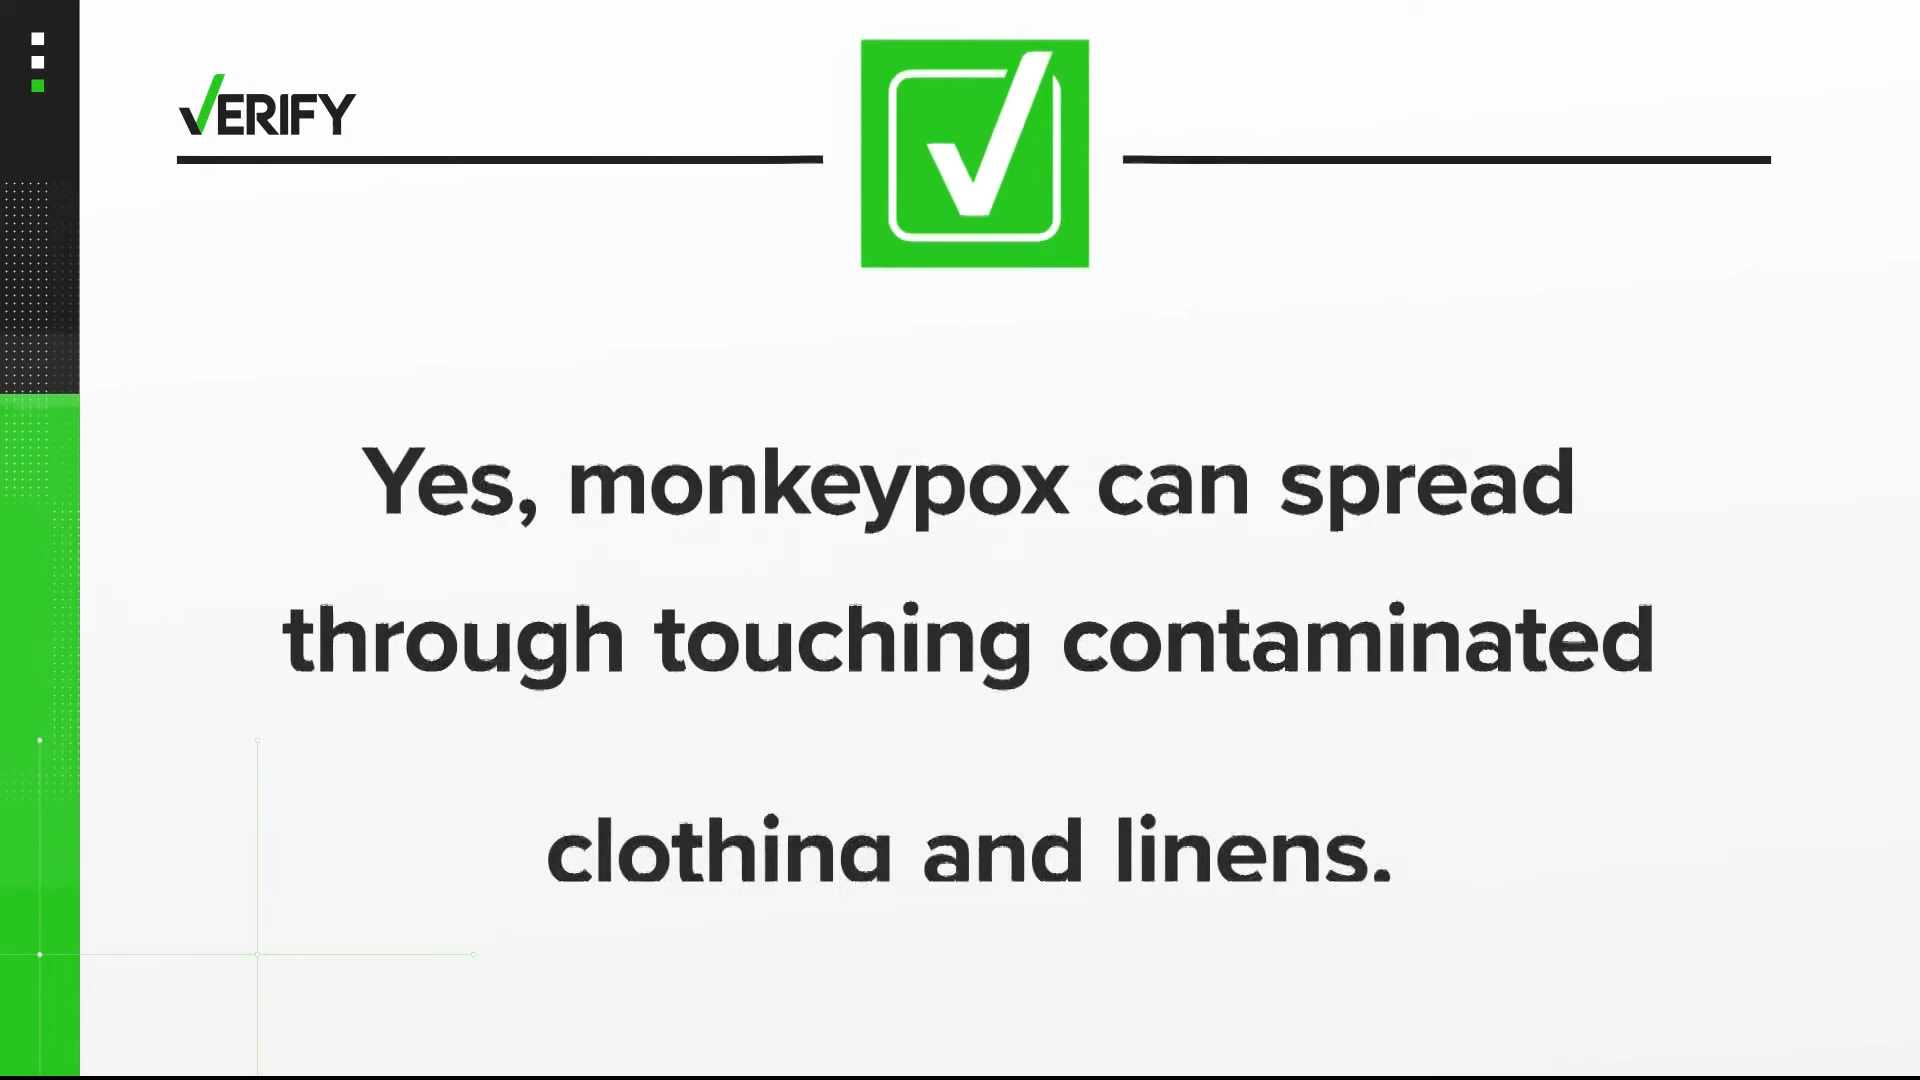 VERIFY
Yes, monkeypox can spread
through touching contaminated
clothing and linens.